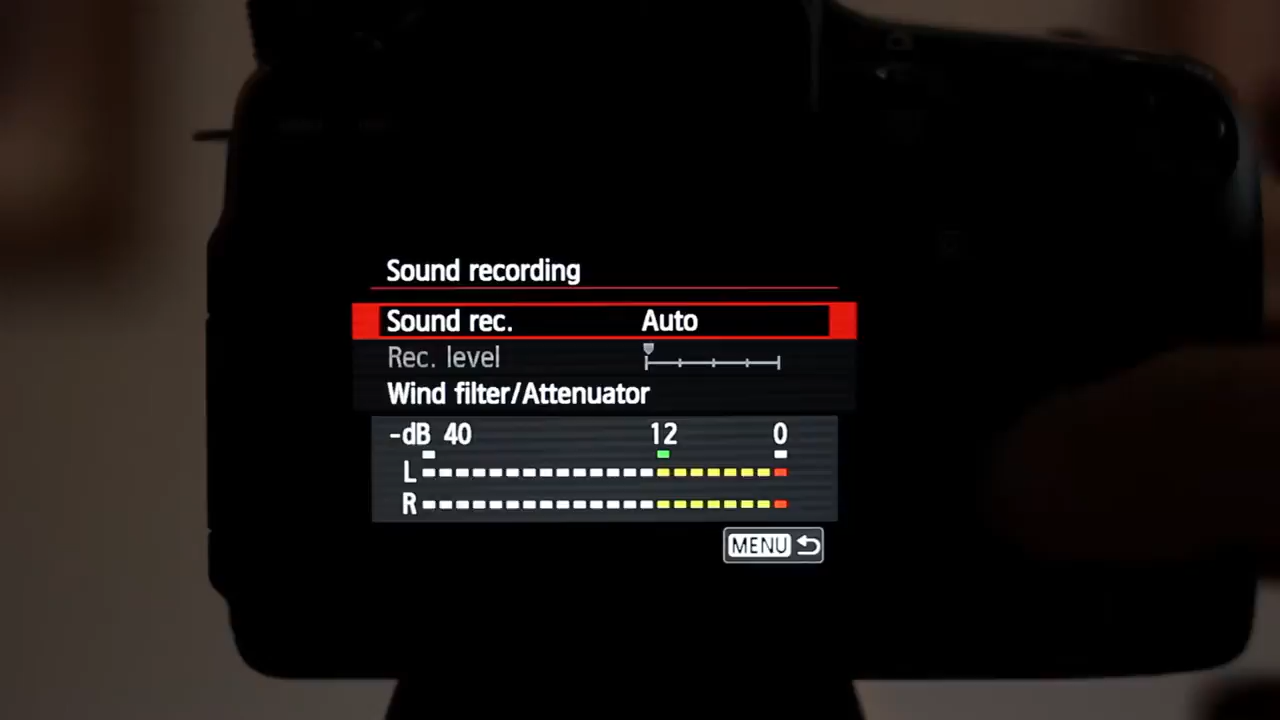 Sound recording
Sound rec. Auto
Rec. level
Wind filter/Attenuator
-dB 40 12 0
L
R
MENU